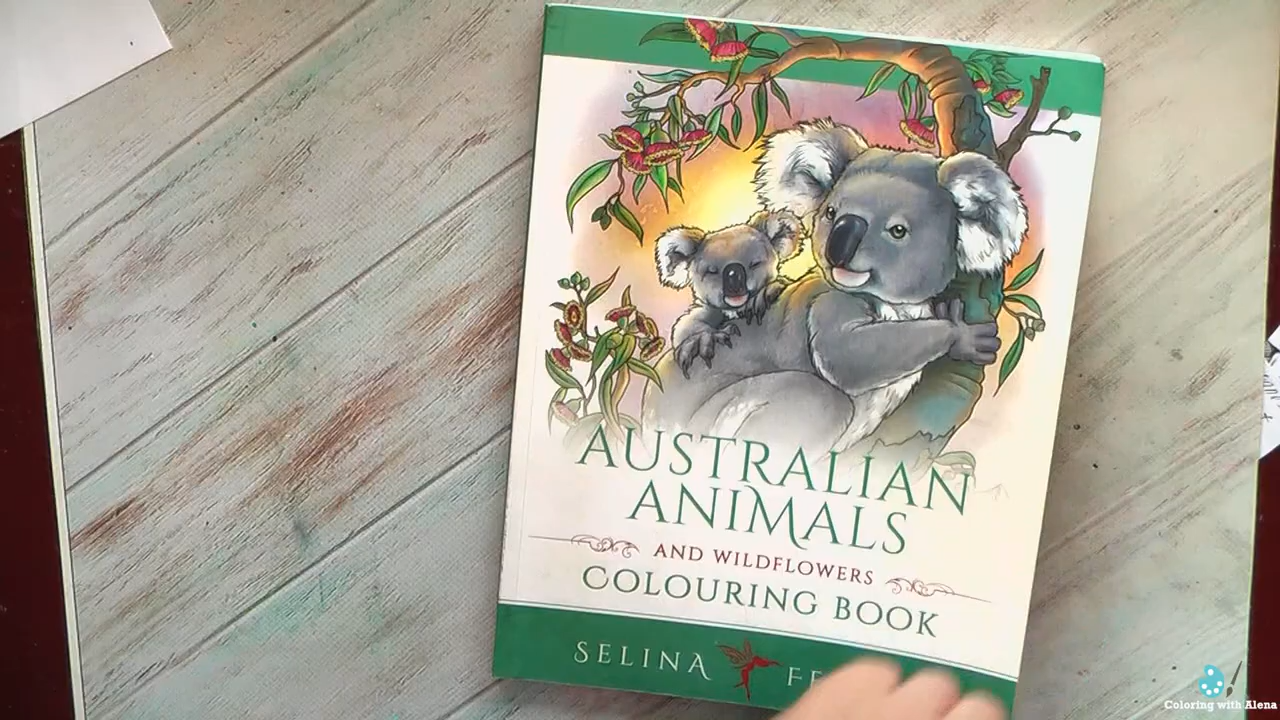 AUSTRALIAN
ANIMALS
AND WILDFLOWERS
COLOURING BOOK
SELINA
Coloring with Alena